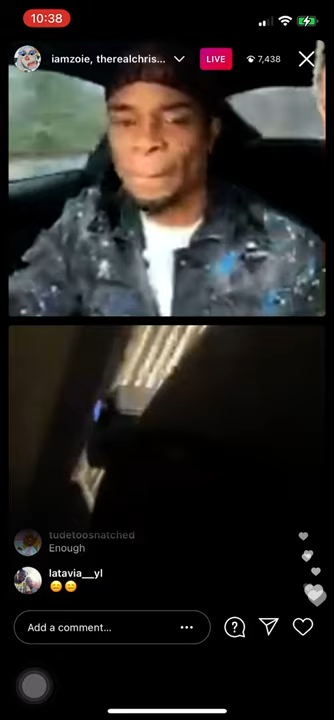 10:38
iamzoie, therealchris...
LIVE
7,438
tudetoosnatched
Enough
latavia__yl
Add a comment...